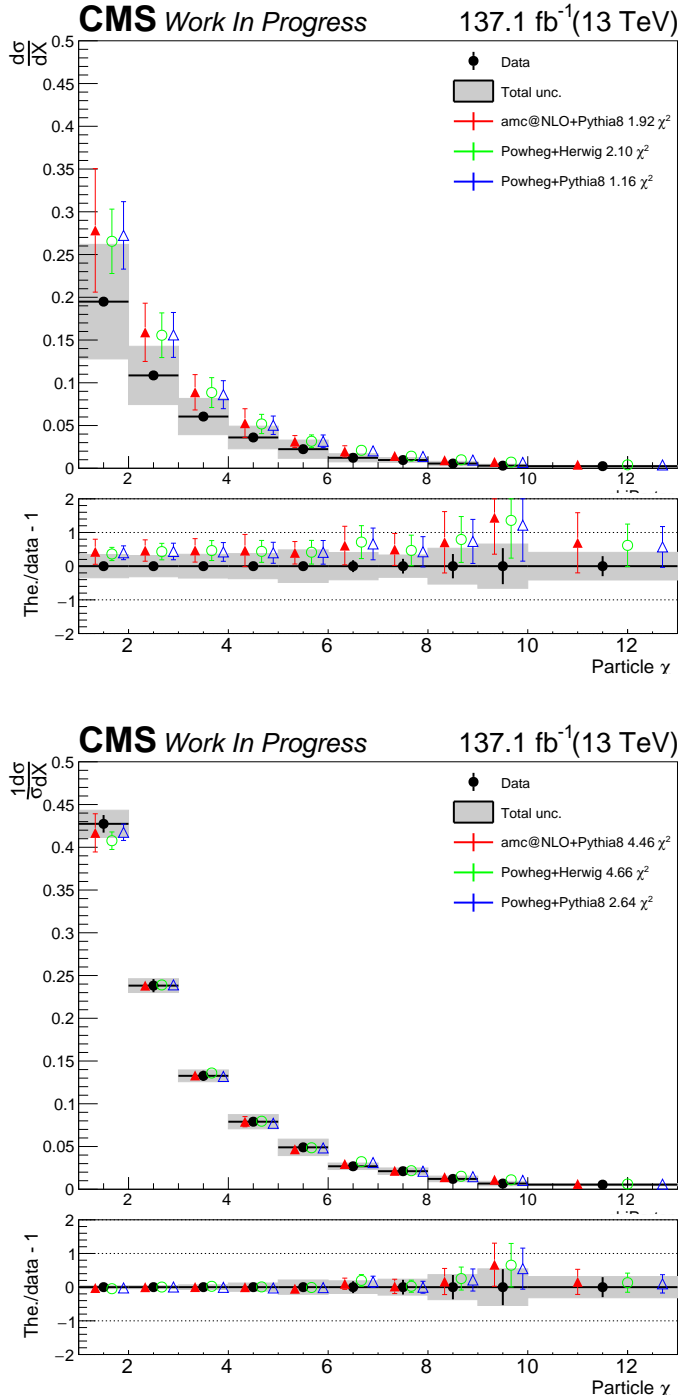 CMS Work In Progress 137.1 fb⁻¹(13 TeV)
dσ
dX
0.5
0.45
0.4
0.35
0.3
0.25
0.2
0.15
0.1
0.05
0
Data
Total unc.
amc@NLO+Pythia8 1.92 χ²
Powheg+Herwig 2.10 χ²
Powheg+Pythia8 1.16 χ²
2 4 6 8 10 12
The./data - 1
2
1
0
−1
−2
2 4 6 8 10 12
Particle χ
CMS Work In Progress 137.1 fb⁻¹(13 TeV)
1dσ
σdX
0.5
0.45
0.4
0.35
0.3
0.25
0.2
0.15
0.1
0.05
0
Data
Total unc.
amc@NLO+Pythia8 4.46 χ²
Powheg+Herwig 4.66 χ²
Powheg+Pythia8 2.64 χ²
2 4 6 8 10 12
The./data - 1
2
1
0
−1
−2
2 4 6 8 10 12
Particle χ